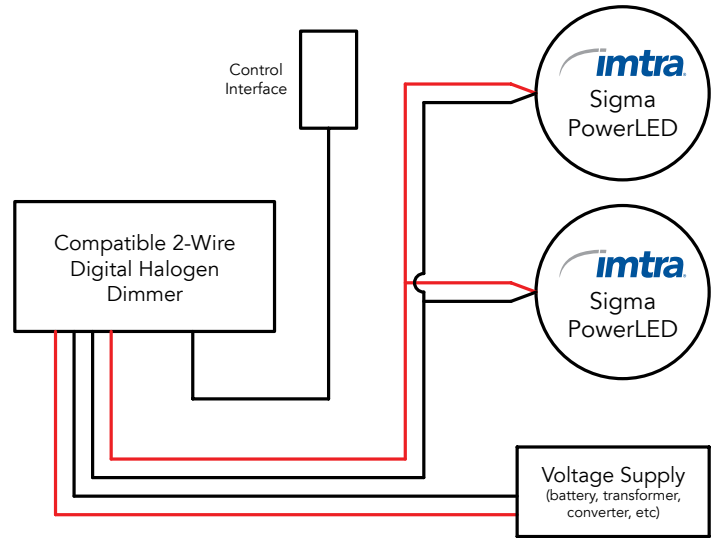 Control
Interface
imtra
Sigma
PowerLED
Compatible 2-Wire
Digital Halogen
Dimmer
imtra
Sigma
PowerLED
Voltage Supply
(battery, transformer,
converter, etc)